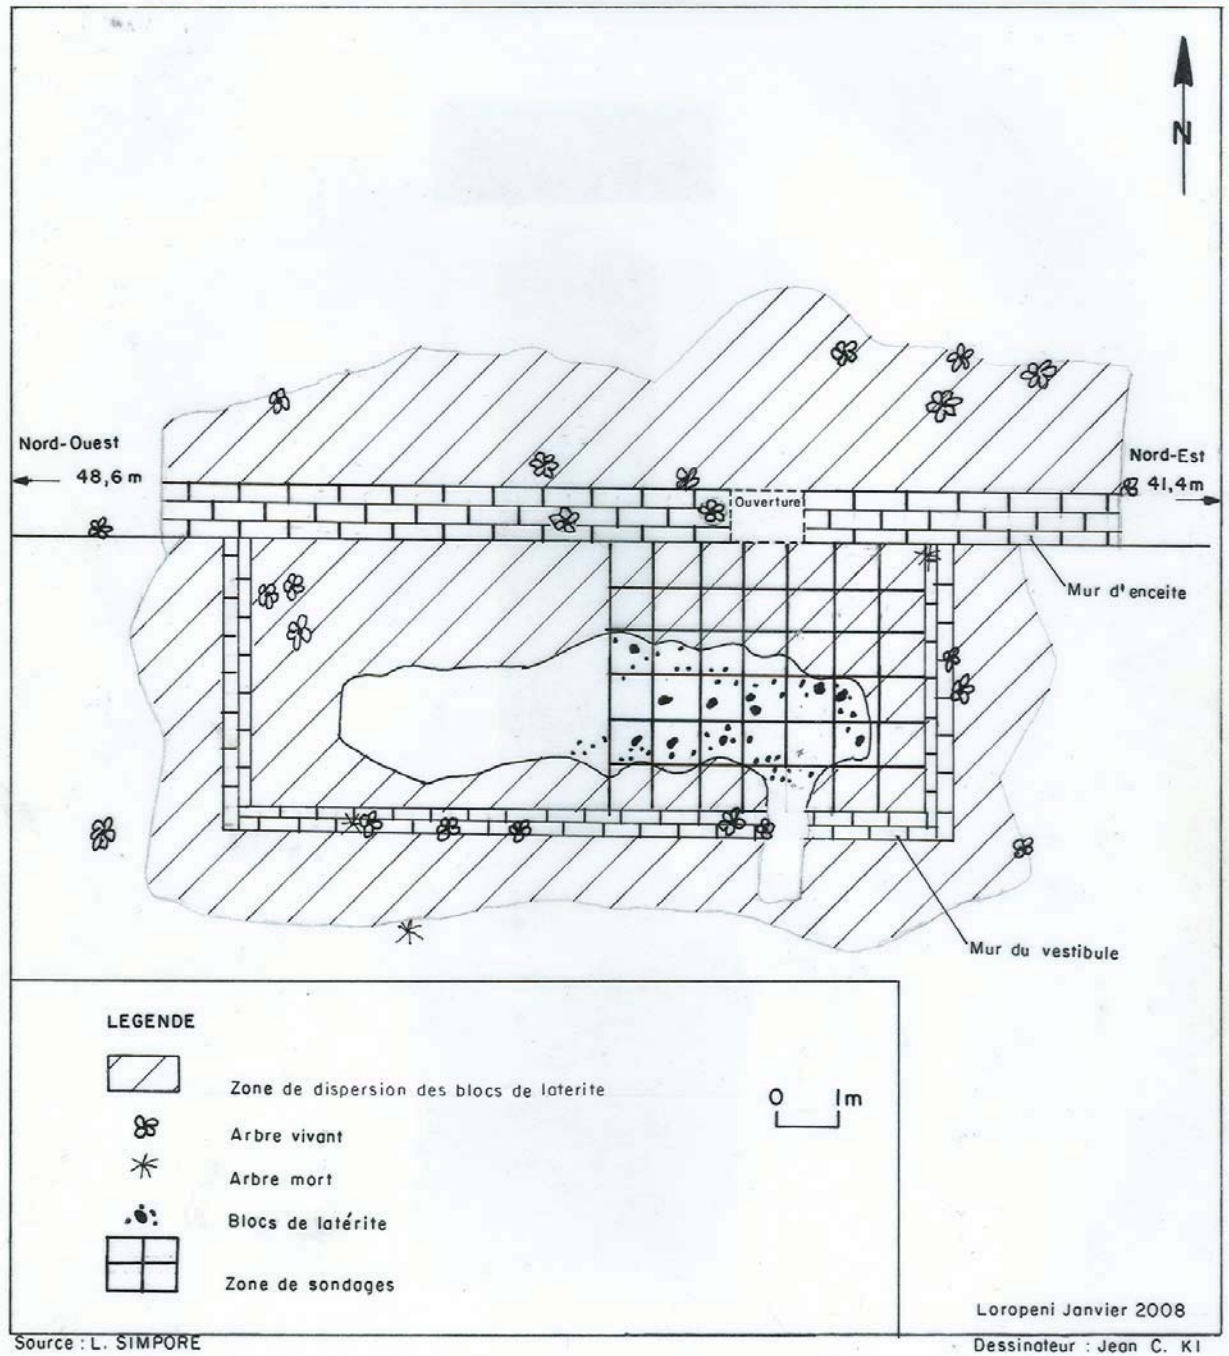 N
Nord-Ouest
48,6 m
Nord-Est
41,4m
Ouverture
Mur d'enceite
Mur du vestibule
LEGENDE
Zone de dispersion des blocs de laterite
Arbre vivant
Arbre mort
Blocs de latérite
Zone de sondages
0 1m
Loropeni Janvier 2008
Source : L. SIMPORE
Dessinateur : Jean C. KI